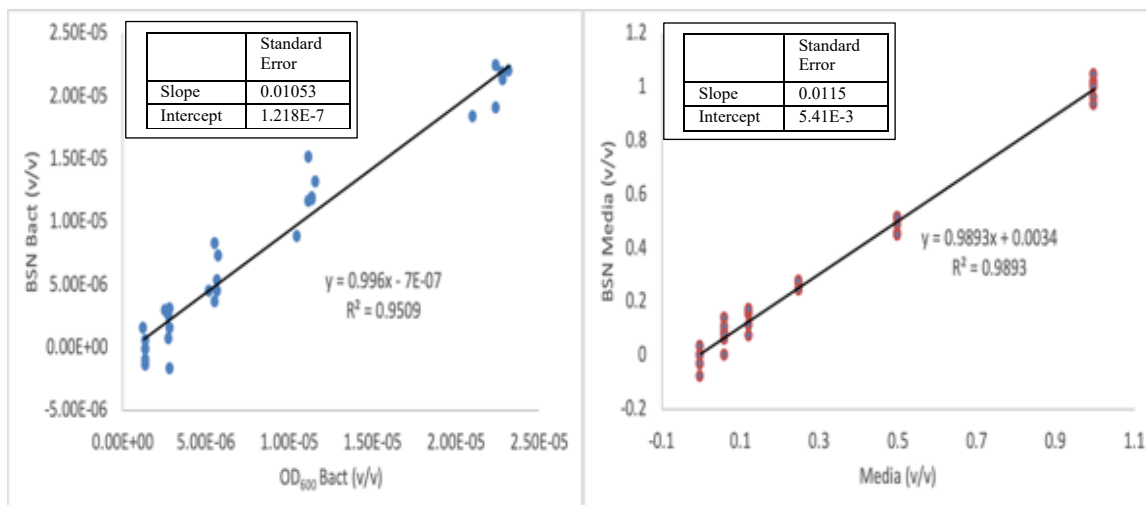 Standard
Error
Slope 0.01053
Intercept 1.218E-7
2.50E-05
2.00E-05
1.50E-05
1.00E-05
5.00E-06
0.00E+00
-5.00E-06
BSN Bact (v/v)
y = 0.996x - 7E-07
R² = 0.9509
0.00E+00 5.00E-06 1.00E-05 1.50E-05 2.00E-05 2.50E-05
OD₆₀₀ Bact (v/v)
Standard
Error
Slope 0.0115
Intercept 5.41E-3
1.2
1
0.8
0.6
0.4
0.2
0
-0.2
BSN Media (v/v)
y = 0.9893x + 0.0034
R² = 0.9893
-0.1 0.1 0.3 0.5 0.7 0.9 1.1
Media (v/v)